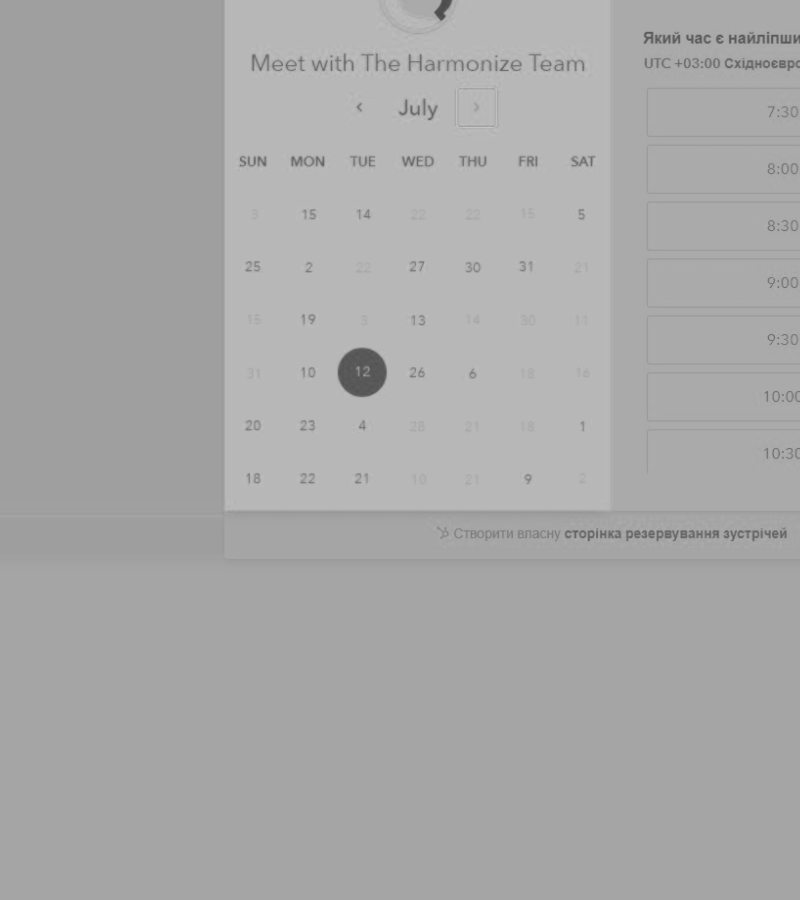 Meet with The Harmonize Team
‹ July ›
SUN MON TUE WED THU FRI SAT
3 15 14 22 22 15 5
25 2 22 27 30 31 21
15 19 13 14 30 11
31 10 12 26 6 18 16
20 23 4 28 21 18 1
18 22 21 18 21 9 2
Який час є найліпши
UTC +03:00 Східноєвро
7:30
8:00
8:30
9:00
9:30
10:00
10:30
Створити власну сторінка резервування зустрічей